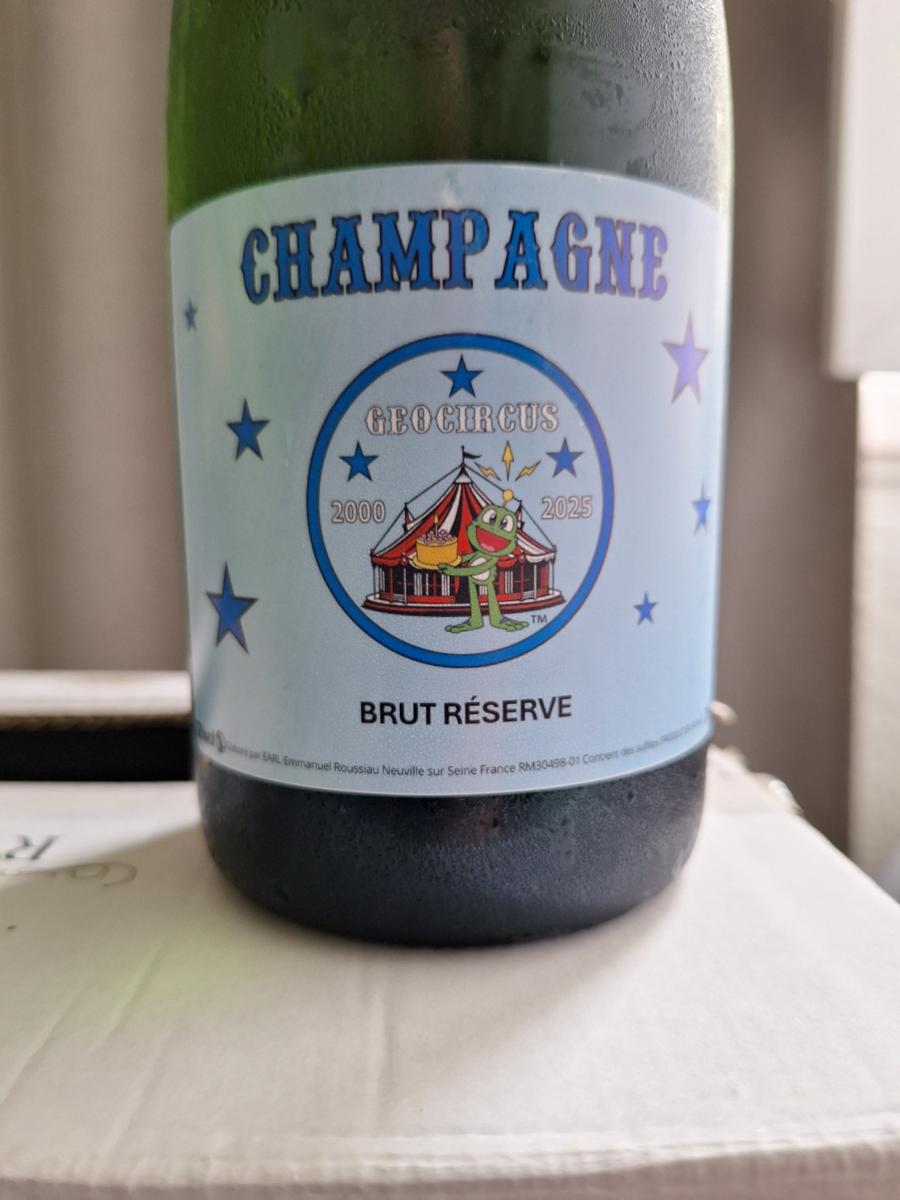 CHAMPAGNE
GEOCIRCUS
2000 2025
TM
BRUT RÉSERVE
Elaboré par EARL Emmanuel Roussiau Neuville sur Seine France RM30498-01 Contient des sulfites
R